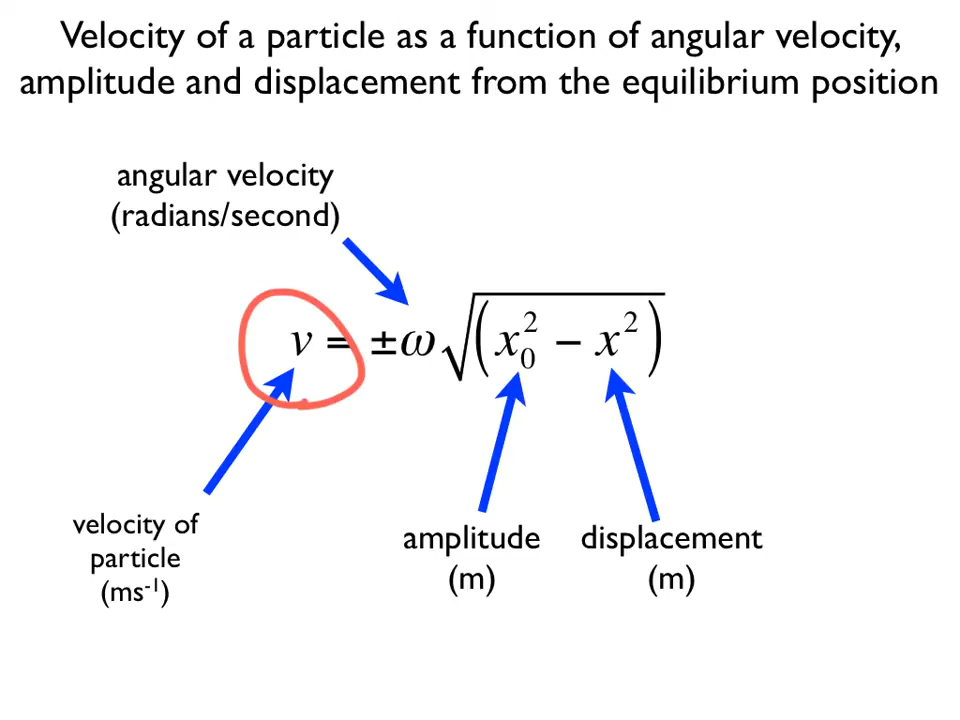 Velocity of a particle as a function of angular velocity,
amplitude and displacement from the equilibrium position
angular velocity
(radians/second)
v = ±ω√(x₀² − x²)
velocity of
particle
(ms⁻¹)
amplitude
(m)
displacement
(m)